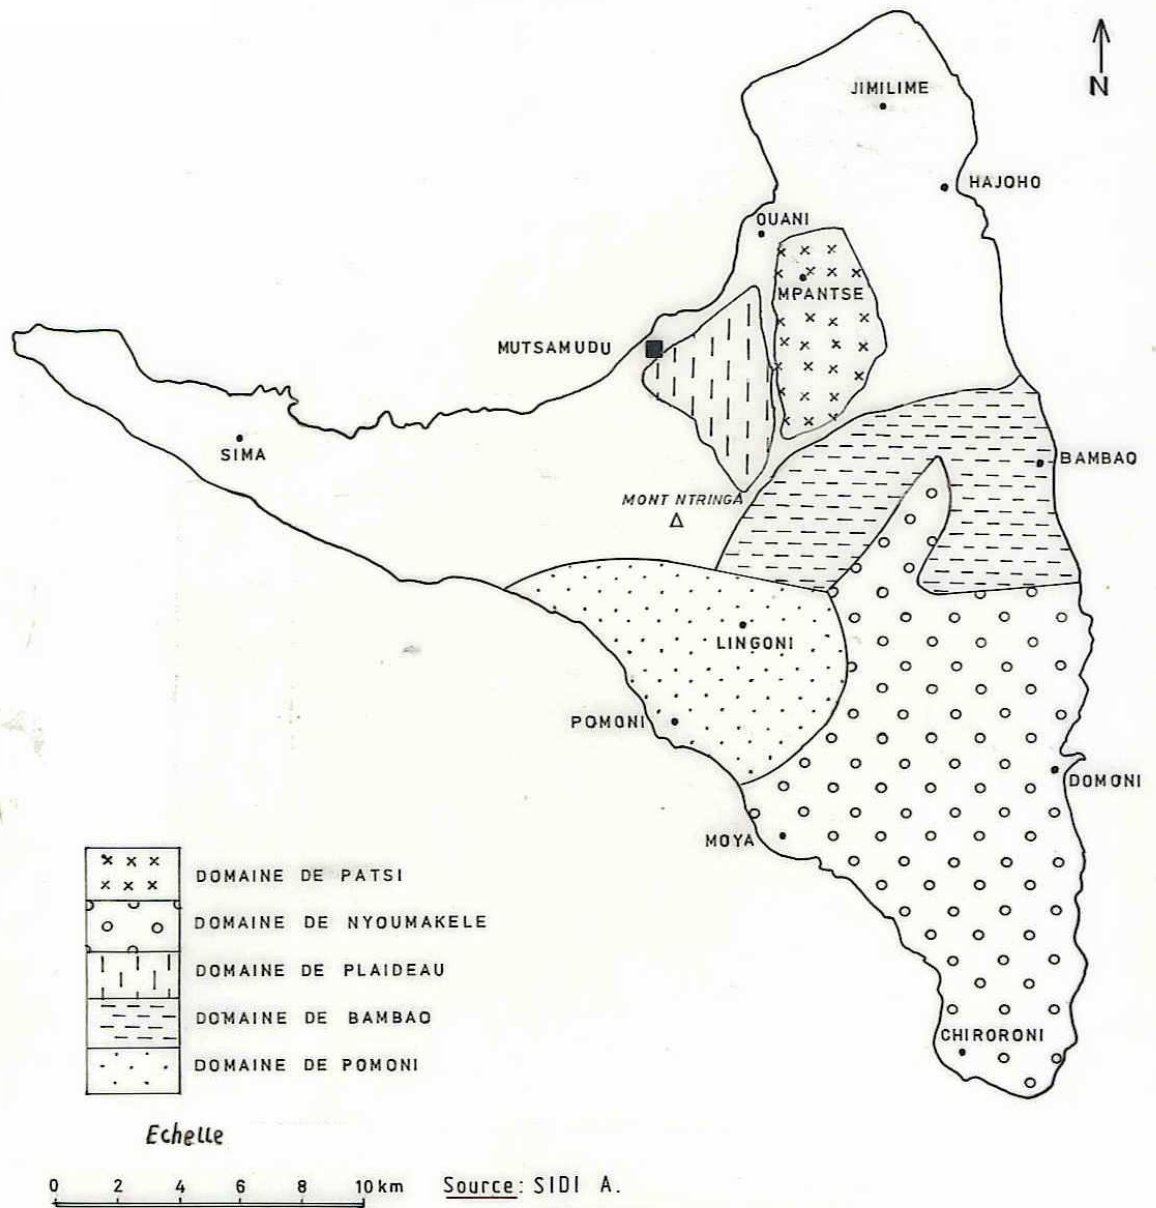 N
JIMILIME
HAJOHO
OUANI
MPANTSE
MUTSAMUDU
SIMA
BAMBAO
MONT NTRINGA
LINGONI
POMONI
DOMONI
MOYA
CHIRORONI
DOMAINE DE PATSI
DOMAINE DE NYOUMAKELE
DOMAINE DE PLAIDEAU
DOMAINE DE BAMBAO
DOMAINE DE POMONI
Echelle
0 2 4 6 8 10 km
Source: SIDI A.